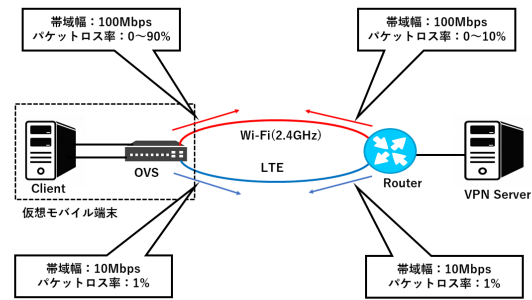 帯域幅：100Mbps
パケットロス率：0～90%
帯域幅：100Mbps
パケットロス率：0～10%
Wi-Fi(2.4GHz)
LTE
Client
OVS
Router
VPN Server
仮想モバイル端末
帯域幅：10Mbps
パケットロス率：1%
帯域幅：10Mbps
パケットロス率：1%